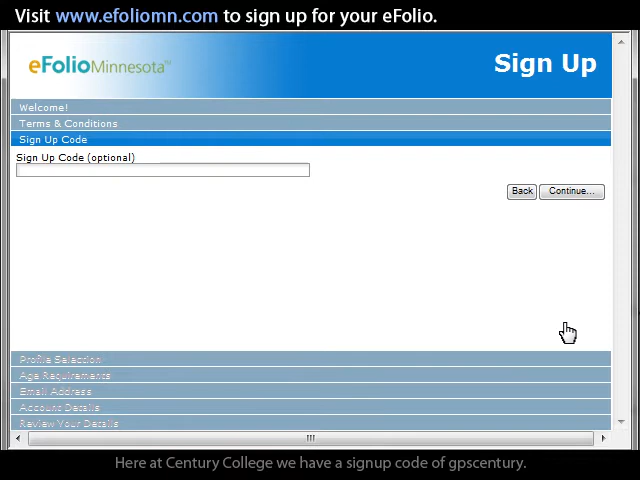 Visit www.efoliomn.com to sign up for your eFolio.
eFolioMinnesota™
Sign Up
Welcome!
Terms & Conditions
Sign Up Code
Sign Up Code (optional)
Back Continue...
Profile Selection
Age Requirements
Email Address
Account Details
Review Your Details
Here at Century College we have a signup code of gpscentury.